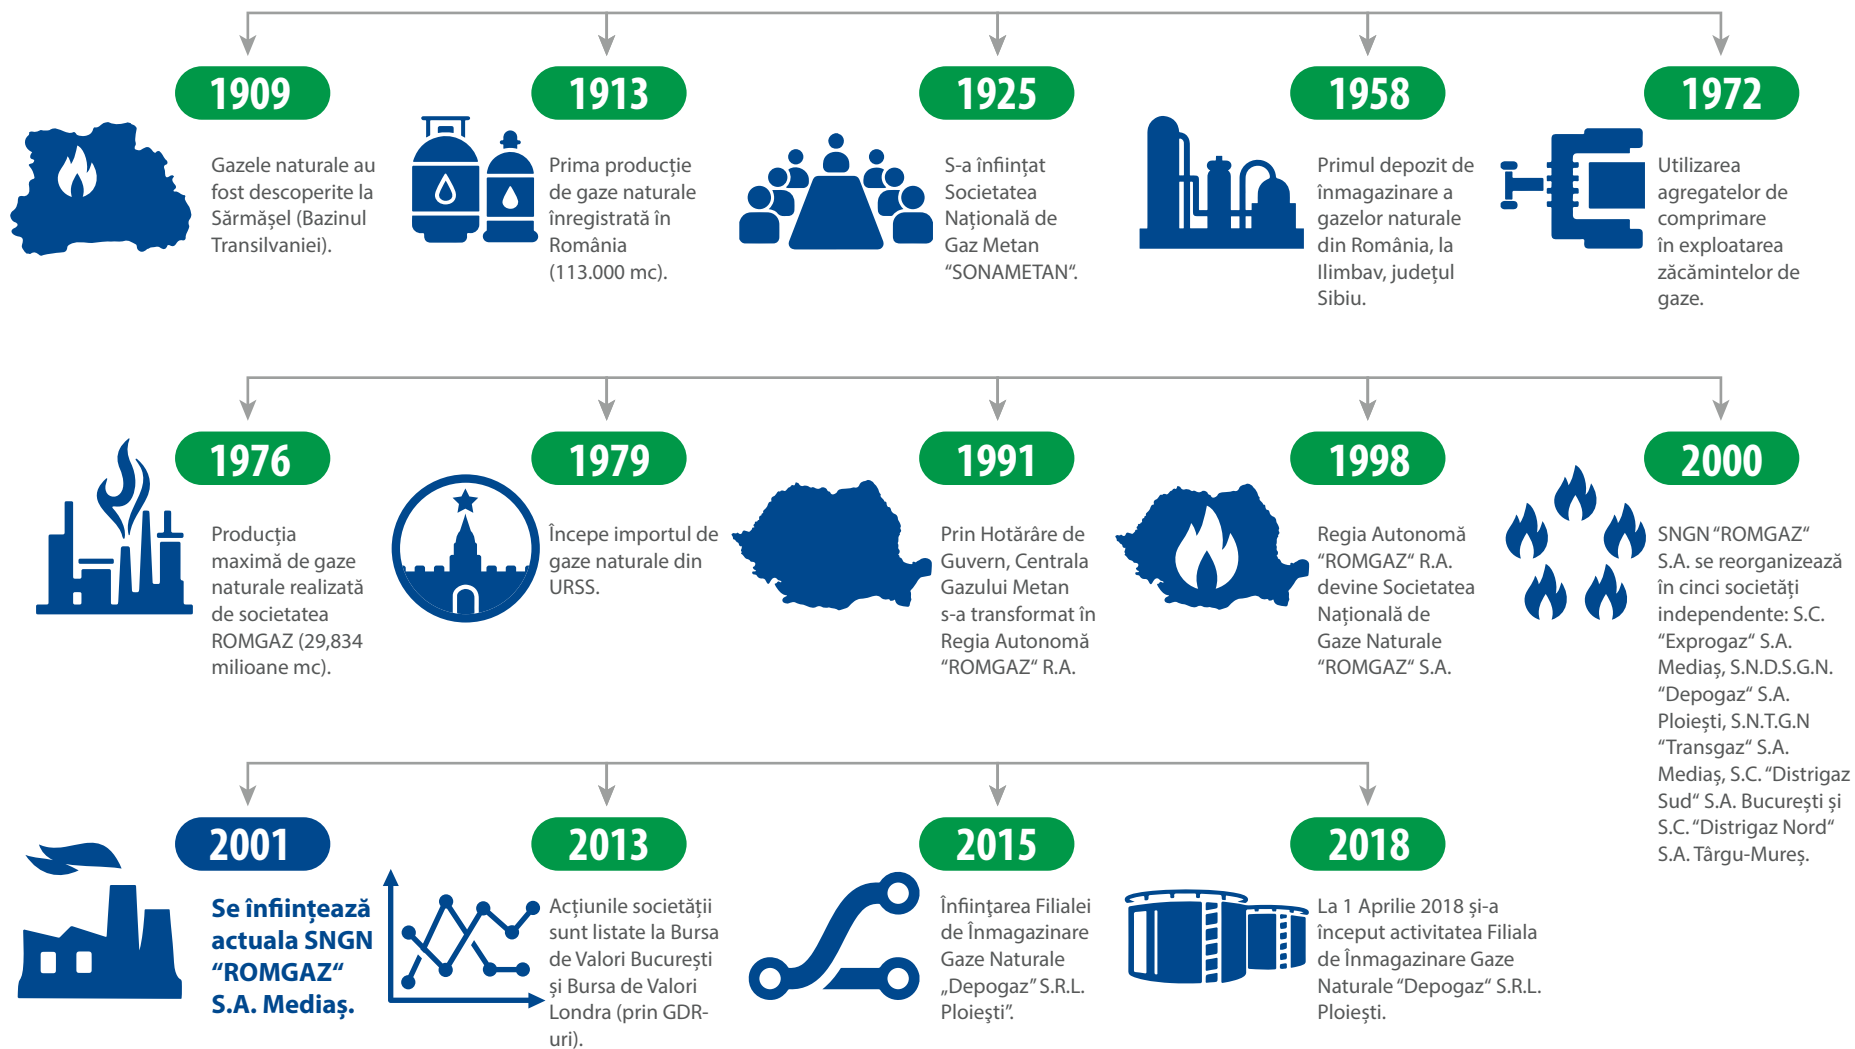 1909
Gazele naturale au
fost descoperite la
Sărmășel (Bazinul
Transilvaniei).
1913
Prima producție
de gaze naturale
înregistrată în
România
(113.000 mc).
1925
S-a înființat
Societatea
Națională de
Gaz Metan
“SONAMETAN“.
1958
Primul depozit de
înmagazinare a
gazelor naturale
din România, la
Ilimbav, județul
Sibiu.
1972
Utilizarea
agregatelor de
comprimare
în exploatarea
zăcămintelor de
gaze.
1976
Producția
maximă de gaze
naturale realizată
de societatea
ROMGAZ (29,834
milioane mc).
1979
Începe importul de
gaze naturale din
URSS.
1991
Prin Hotărâre de
Guvern, Centrala
Gazului Metan
s-a transformat în
Regia Autonomă
“ROMGAZ“ R.A.
1998
Regia Autonomă
“ROMGAZ“ R.A.
devine Societatea
Națională de
Gaze Naturale
“ROMGAZ“ S.A.
2000
SNGN “ROMGAZ“
S.A. se reorganizează
în cinci societăți
independente: S.C.
“Exprogaz“ S.A.
Mediaș, S.N.D.S.G.N.
“Depogaz“ S.A.
Ploiești, S.N.T.G.N
“Transgaz“ S.A.
Mediaș, S.C. “Distrigaz
Sud“ S.A. București și
S.C. “Distrigaz Nord“
S.A. Târgu-Mureș.
2001
Se înființează
actuala SNGN
“ROMGAZ“
S.A. Mediaș.
2013
Acțiunile societății
sunt listate la Bursa
de Valori București
și Bursa de Valori
Londra (prin GDR-
uri).
2015
Înfiinţarea Filialei
de Înmagazinare
Gaze Naturale
„Depogaz” S.R.L.
Ploieşti”.
2018
La 1 Aprilie 2018 și-a
început activitatea Filiala
de Înmagazinare Gaze
Naturale “Depogaz“ S.R.L.
Ploiești.